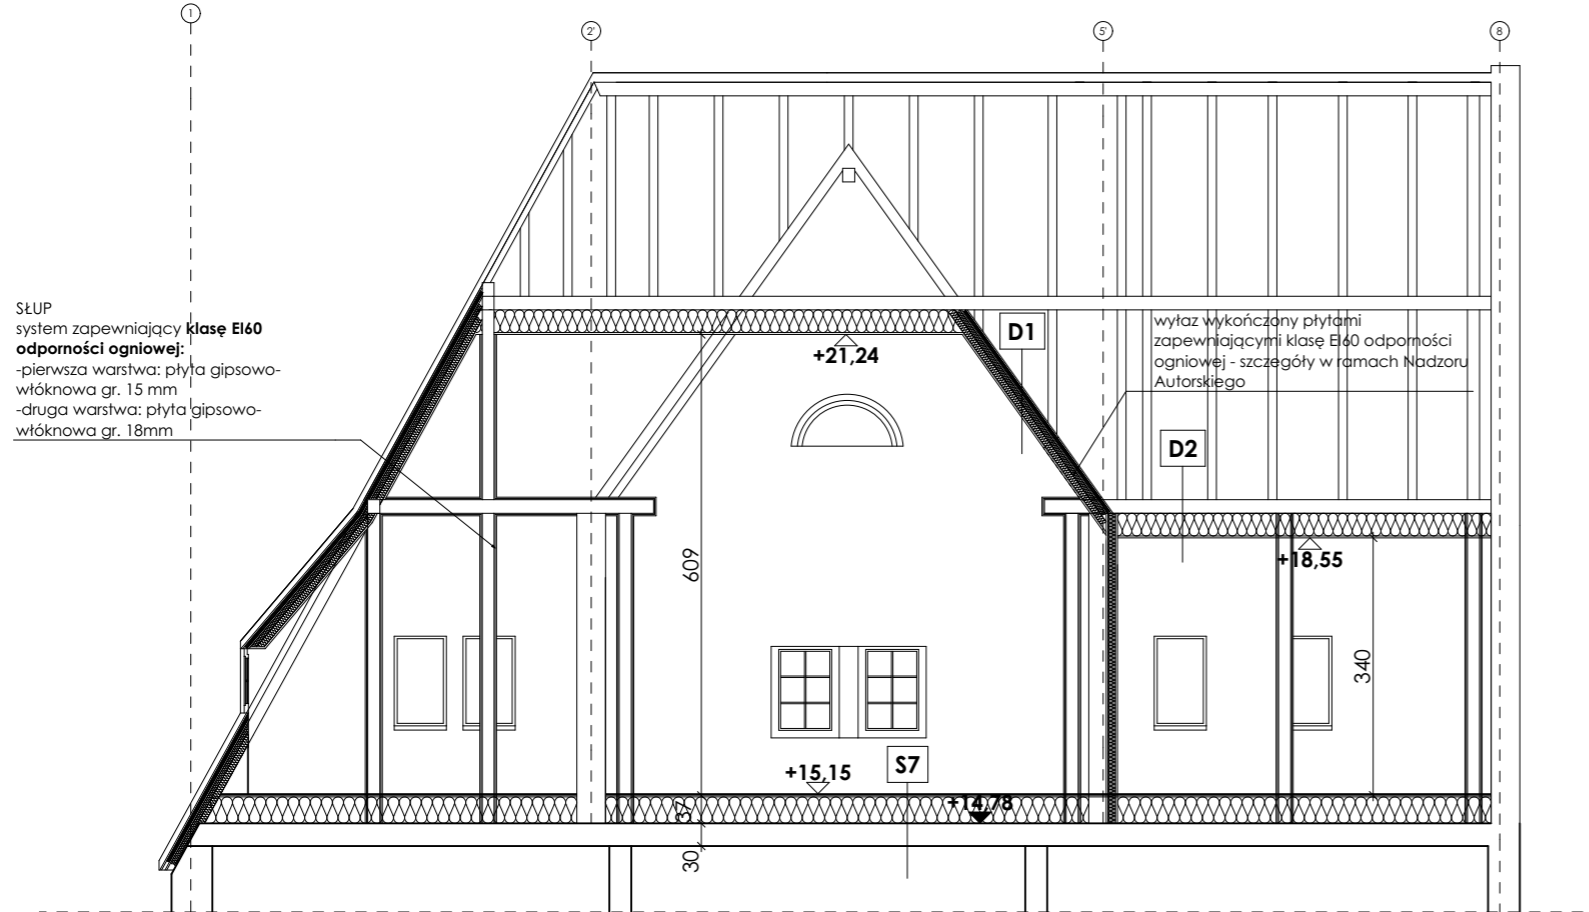 1
2'
5'
8
SŁUP
system zapewniający klasę EI60
odporności ogniowej:
-pierwsza warstwa: płyta gipsowo-
włóknowa gr. 15 mm
-druga warstwa: płyta gipsowo-
włóknowa gr. 18mm
D1
wyłaz wykończony płytami
zapewniającymi klasę EI60 odporności
ogniowej - szczegóły w ramach Nadzoru
Autorskiego
+21,24
D2
+18,55
609
340
+15,15
S7
+14,78
37
30